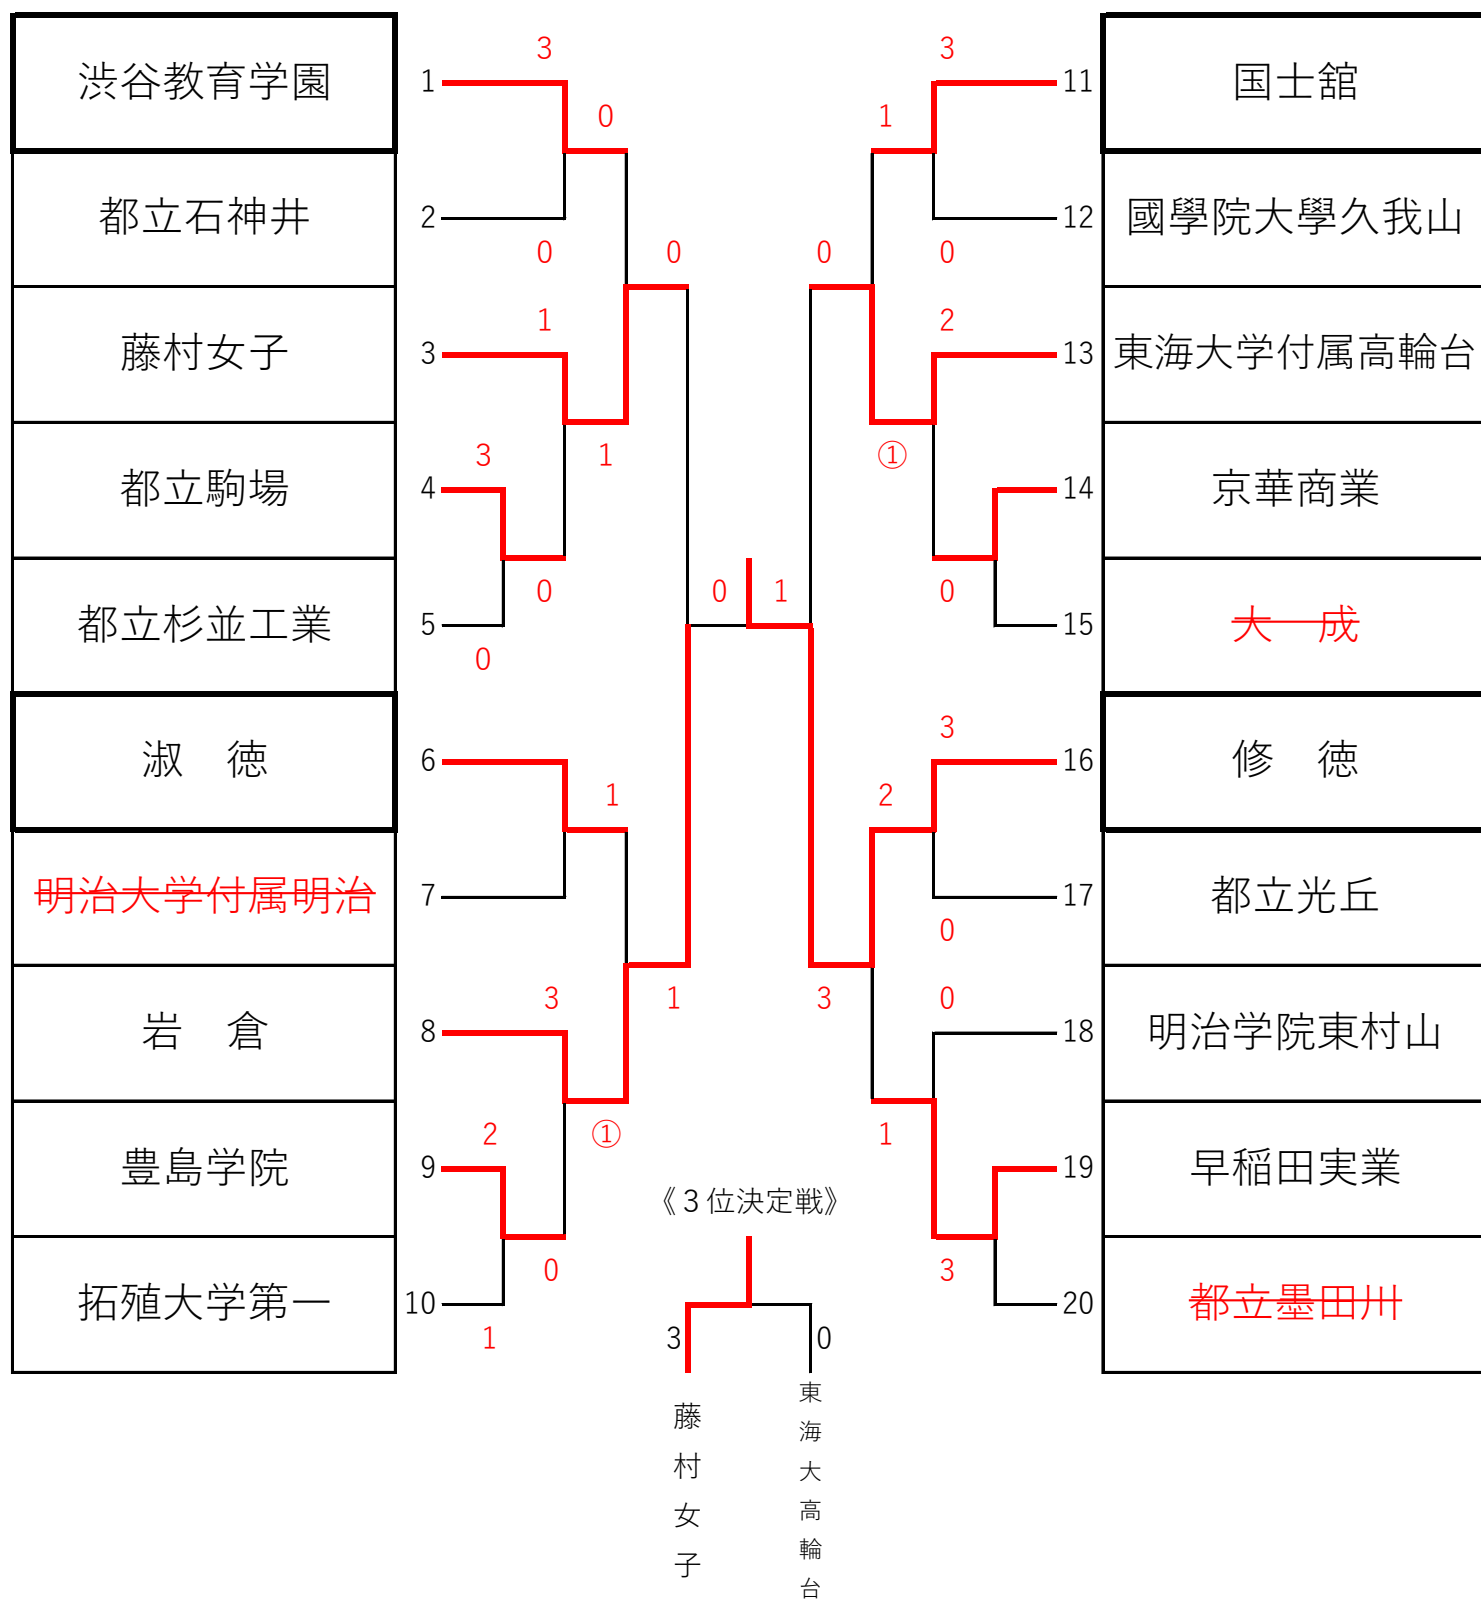 渋谷教育学園
1
3
0
都立石神井
2
0
0
藤村女子
3
1
1
都立駒場
4
3
0
都立杉並工業
5
0
淑　徳
6
1
明治大学付属明治
7
岩　倉
8
3
1
①
豊島学院
9
2
0
拓殖大学第一
10
1
0
1
3
1
11
国士舘
0
0
12
國學院大學久我山
2
①
13
東海大学付属高輪台
14
京華商業
0
15
大　成
3
2
16
修　徳
17
都立光丘
0
3
0
18
明治学院東村山
1
19
早稲田実業
3
20
都立墨田川
《３位決定戦》
3
0
藤村女子
東海大高輪台